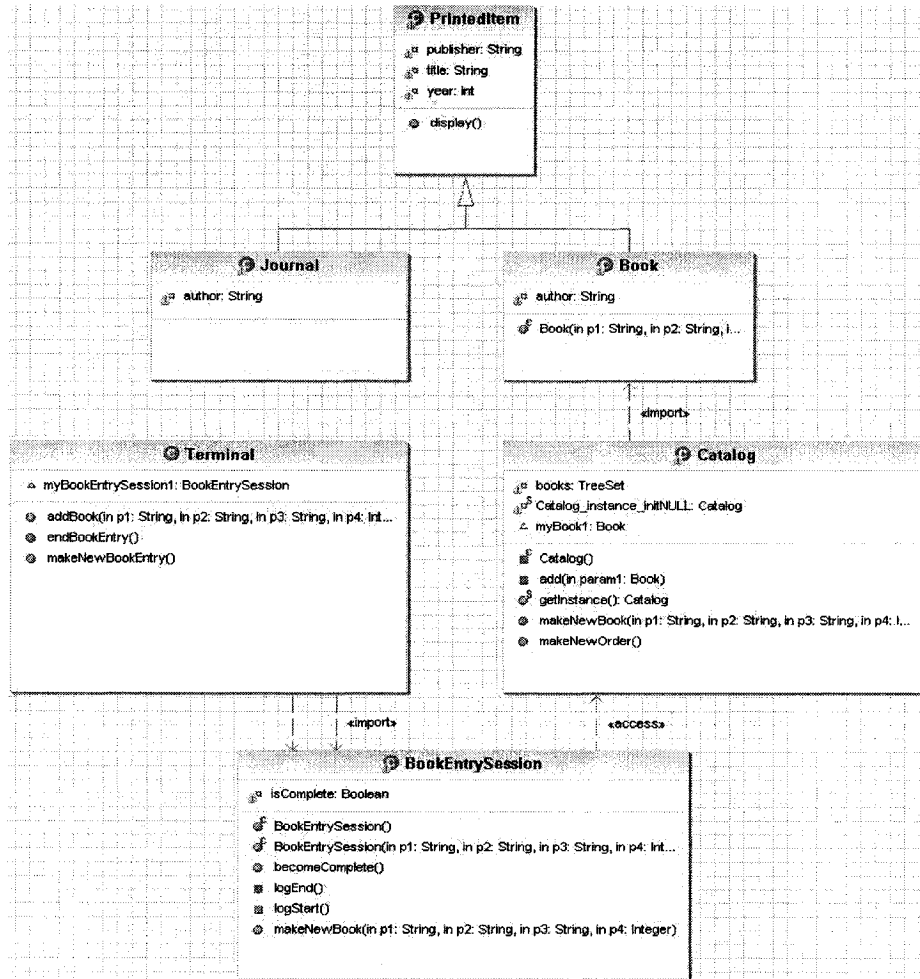 PrintedItem
publisher: String
title: String
year: Int
display()
Journal
author: String
Book
author: String
Book(in p1: String, in p2: String, i...
«import»
Terminal
myBookEntrySession1: BookEntrySession
addBook(in p1: String, in p2: String, in p3: String, in p4: Int...
endBookEntry()
makeNewBookEntry()
Catalog
books: TreeSet
Catalog_instance_initNULL: Catalog
myBook1: Book
Catalog()
add(in param1: Book)
getInstance(): Catalog
makeNewBook(in p1: String, in p2: String, in p3: String, in p4: I...
makeNewOrder()
«import»
«access»
BookEntrySession
isComplete: Boolean
BookEntrySession()
BookEntrySession(in p1: String, in p2: String, in p3: String, in p4: Int...
becomeComplete()
logEnd()
logStart()
makeNewBook(in p1: String, in p2: String, in p3: String, in p4: Integer)